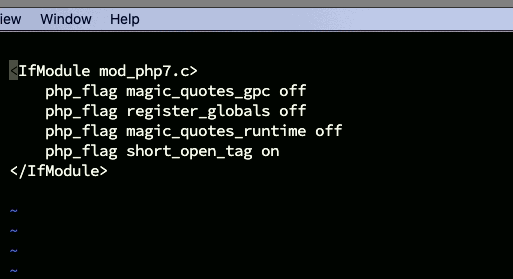 iew Window Help
<IfModule mod_php7.c>
    php_flag magic_quotes_gpc off
    php_flag register_globals off
    php_flag magic_quotes_runtime off
    php_flag short_open_tag on
</IfModule>
~
~
~
~